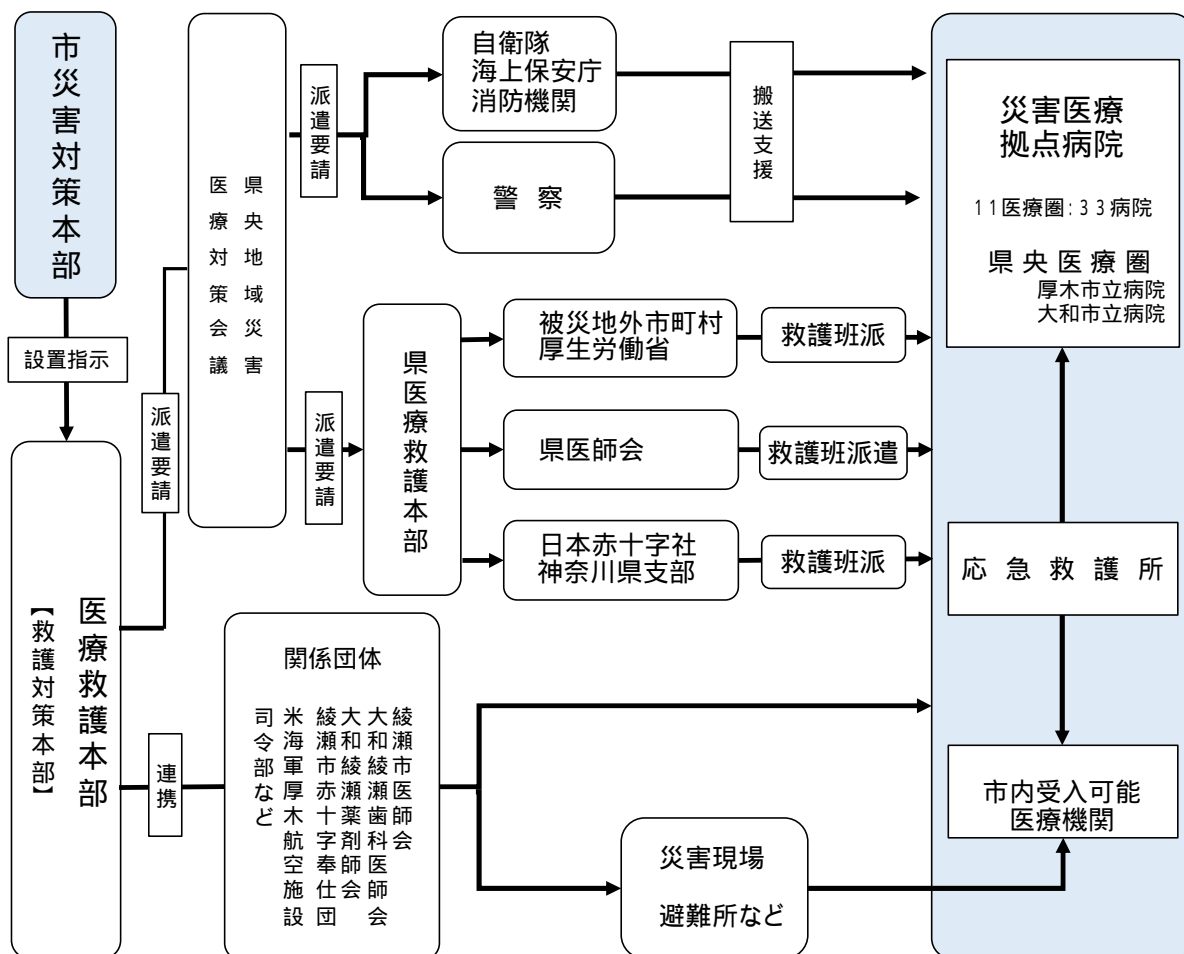 市災害対策本部
設置指示
医療救護本部
【救護対策本部】
派遣要請
連携
県央地域災害
医療対策会議
派遣要請
派遣要請
自衛隊
海上保安庁
消防機関
警察
搬送支援
県医療救護本部
被災地外市町村
厚生労働省
救護班派
県医師会
救護班派遣
日本赤十字社
神奈川県支部
救護班派
関係団体
綾瀬市医師会
大和綾瀬歯科医師会
大和綾瀬薬剤師会
綾瀬市赤十字奉仕団
米海軍厚木航空施設
司令部など
災害現場
避難所など
災害医療
拠点病院
11医療圏:33病院
県央医療圏
厚木市立病院
大和市立病院
応急救護所
市内受入可能
医療機関